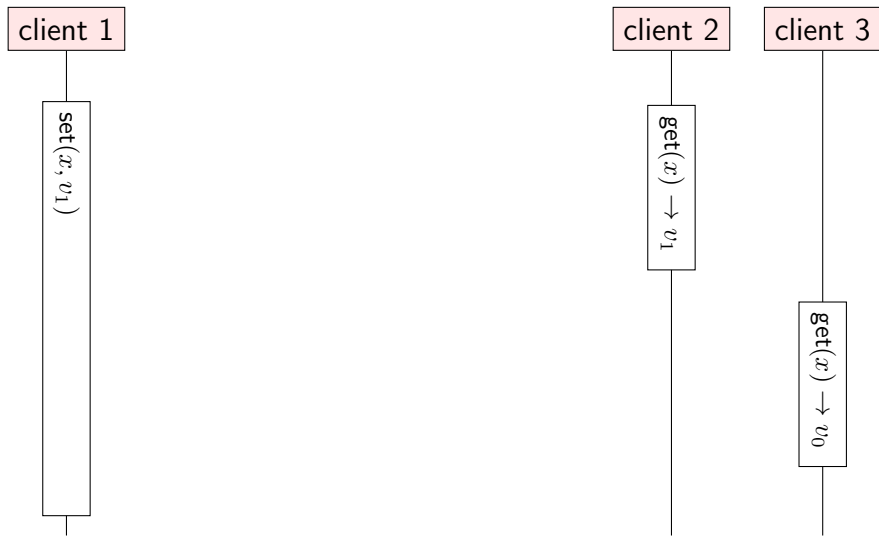 client 1
client 2
client 3
set(x, v₁)
get(x) → v₁
get(x) → v₀